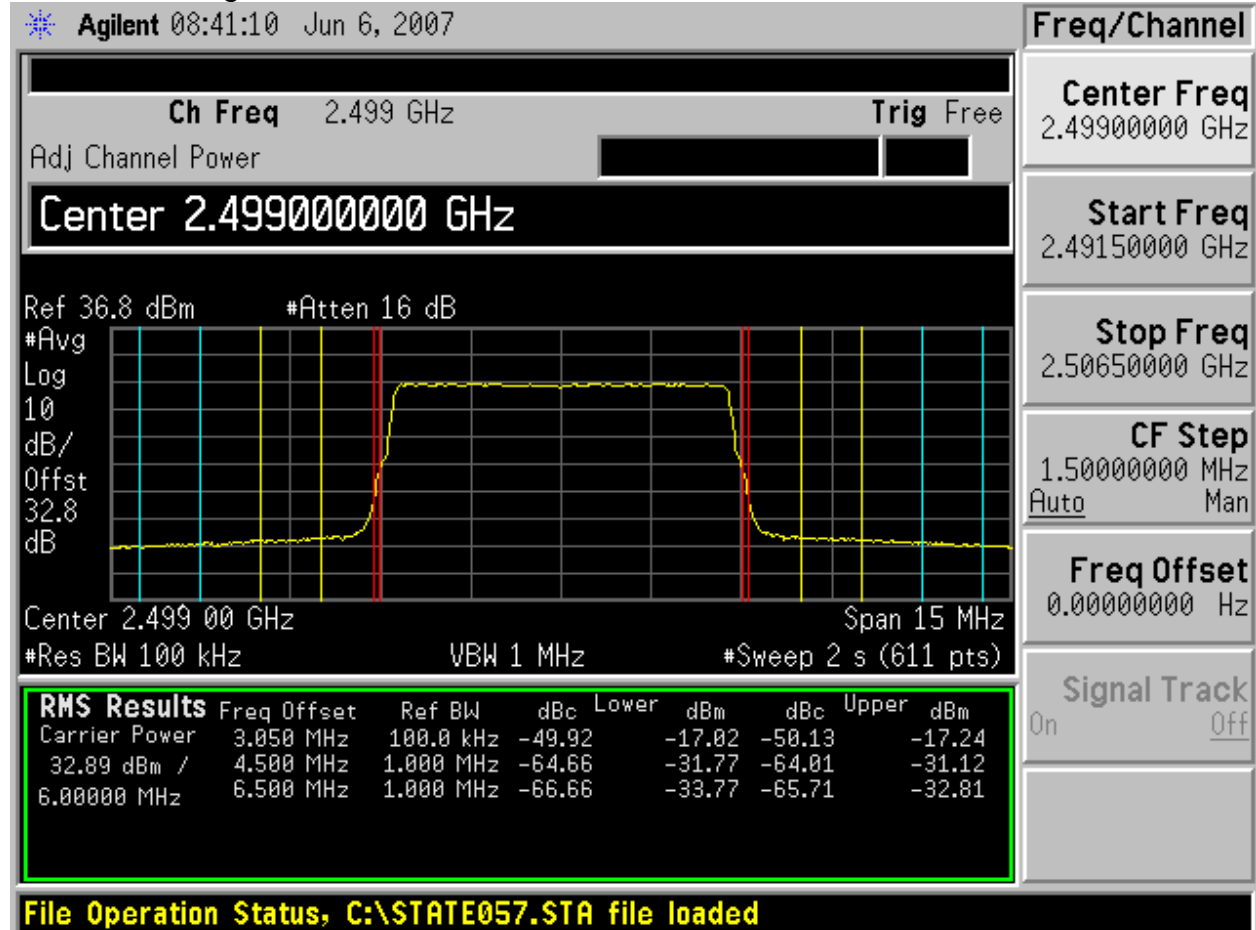 Agilent 08:41:10 Jun 6, 2007
Freq/Channel
Ch Freq 2.499 GHz Trig Free
Adj Channel Power
Center 2.499000000 GHz
Ref 36.8 dBm #Atten 16 dB
#Avg
Log
10
dB/
Offst
32.8
dB
Center 2.499 00 GHz Span 15 MHz
#Res BW 100 kHz VBW 1 MHz #Sweep 2 s (611 pts)
RMS Results Freq Offset Ref BW dBc Lower dBm dBc Upper dBm
Carrier Power 3.050 MHz 100.0 kHz -49.92 -17.02 -50.13 -17.24
32.89 dBm / 4.500 MHz 1.000 MHz -64.66 -31.77 -64.01 -31.12
6.00000 MHz 6.500 MHz 1.000 MHz -66.66 -33.77 -65.71 -32.81
Center Freq
2.49900000 GHz
Start Freq
2.49150000 GHz
Stop Freq
2.50650000 GHz
CF Step
1.50000000 MHz
Auto Man
Freq Offset
0.00000000 Hz
Signal Track
On Off
File Operation Status, C:\STATE057.STA file loaded